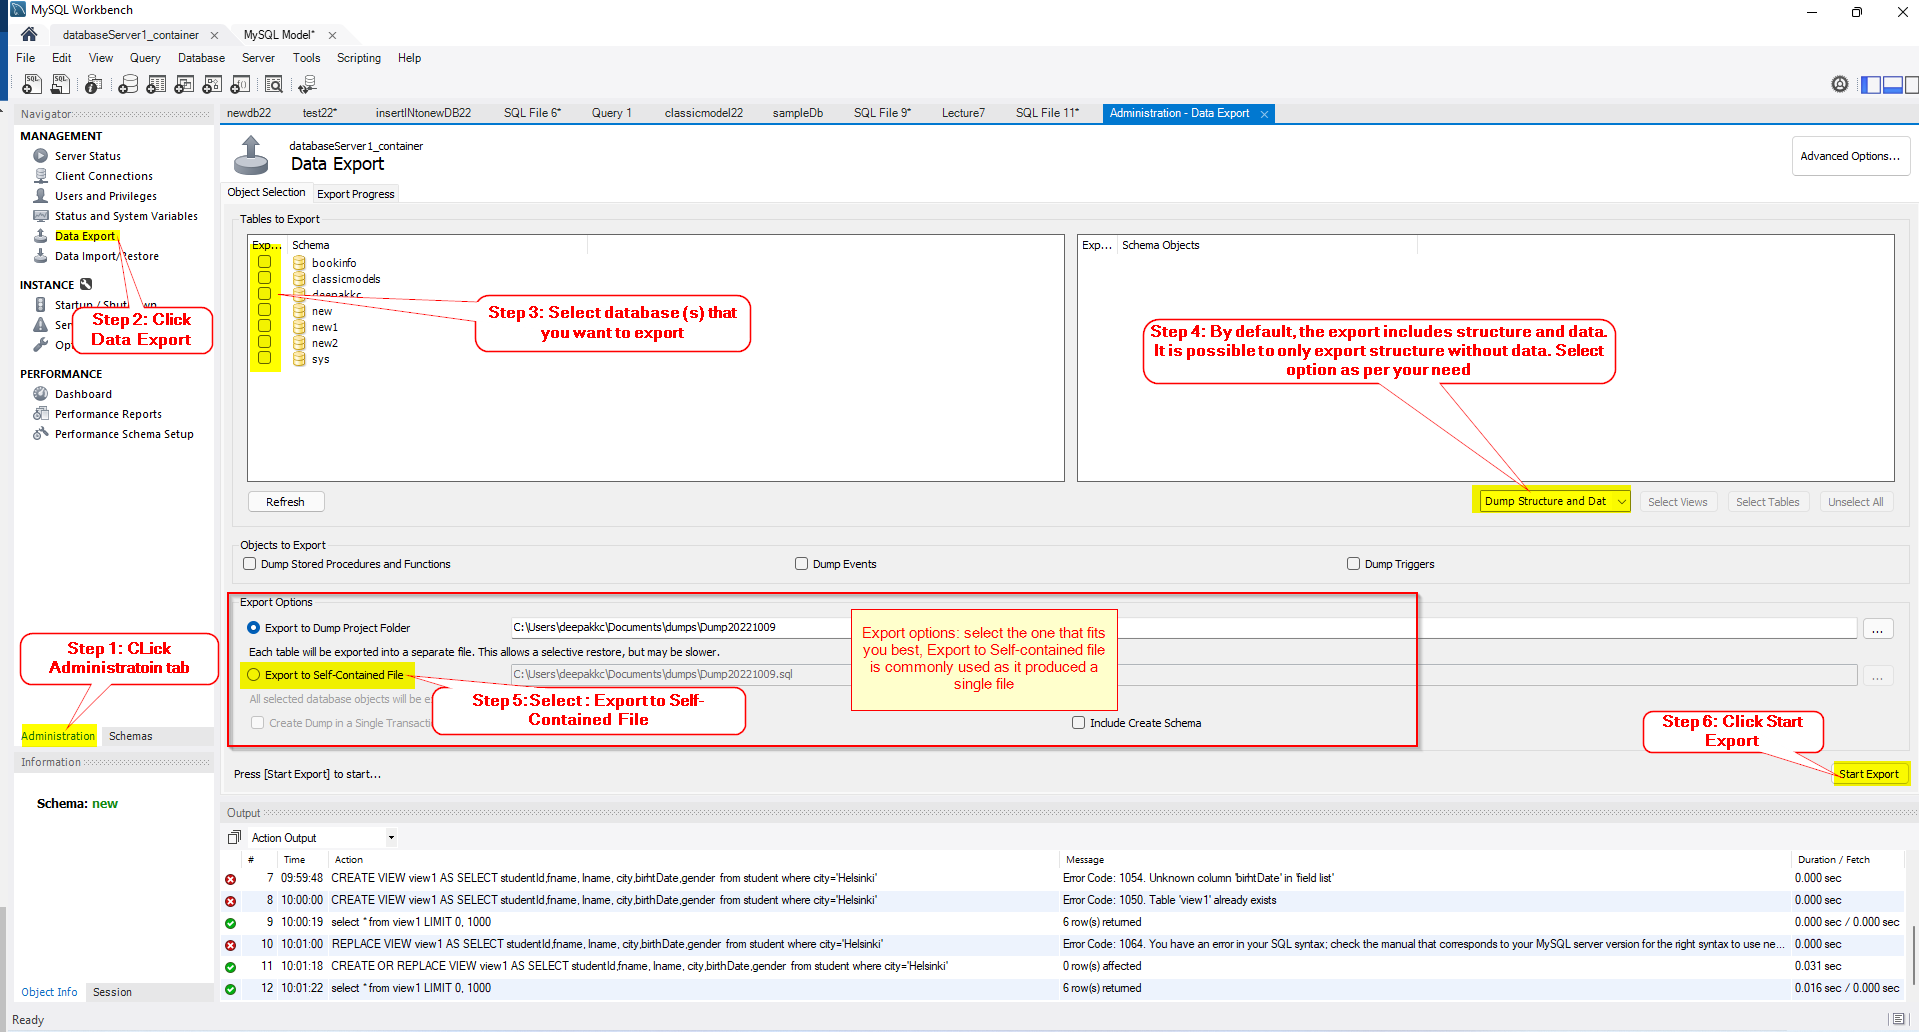 MySQL Workbench
databaseServer1_container
MySQL Model*
File Edit View Query Database Server Tools Scripting Help
Navigator
MANAGEMENT
Server Status
Client Connections
Users and Privileges
Status and System Variables
Data Export
Data Import/Restore
INSTANCE
Startup / Shut
Step 2: Click
Data Export
PERFORMANCE
Dashboard
Performance Reports
Performance Schema Setup
Step 1: CLick
Administratoin tab
Administration Schemas
Information
Schema: new
Object Info Session
newdb22 test22* insertINtonewDB22 SQL File 6* Query 1 classicmodel22 sampleDb SQL File 9* Lecture7 SQL File 11* Administration - Data Export
databaseServer1_container
Data Export
Advanced Options...
Object Selection Export Progress
Tables to Export
Exp... Schema
bookinfo
classicmodels
deepakkc
new
new1
new2
sys
Step 3: Select database (s) that
you want to export
Exp... Schema Objects
Step 4: By default, the export includes structure and data.
It is possible to only export structure without data. Select
option as per your need
Refresh
Dump Structure and Dat Select Views Select Tables Unselect All
Objects to Export
Dump Stored Procedures and Functions Dump Events Dump Triggers
Export Options
Export to Dump Project Folder C:\Users\deepakkc\Documents\dumps\Dump20221009 ...
Each table will be exported into a separate file. This allows a selective restore, but may be slower.
Export to Self-Contained File C:\Users\deepakkc\Documents\dumps\Dump20221009.sql ...
All selected database objects will be e
Create Dump in a Single Transactio Include Create Schema
Export options: select the one that fits
you best, Export to Self-contained file
is commonly used as it produced a
single file
Step 5: Select : Export to Self-
Contained File
Step 6: Click Start
Export
Press [Start Export] to start...
Start Export
Output
Action Output
# Time Action Message Duration / Fetch
7 09:59:48 CREATE VIEW view1 AS SELECT studentId,fname, lname, city,birhtDate,gender from student where city='Helsinki' Error Code: 1054. Unknown column 'birhtDate' in 'field list' 0.000 sec
8 10:00:00 CREATE VIEW view1 AS SELECT studentId,fname, lname, city,birthDate,gender from student where city='Helsinki' Error Code: 1050. Table 'view1' already exists 0.000 sec
9 10:00:19 select * from view1 LIMIT 0, 1000 6 row(s) returned 0.000 sec / 0.000 sec
10 10:01:00 REPLACE VIEW view1 AS SELECT studentId,fname, lname, city,birthDate,gender from student where city='Helsinki' Error Code: 1064. You have an error in your SQL syntax; check the manual that corresponds to your MySQL server version for the right syntax to use ne... 0.000 sec
11 10:01:18 CREATE OR REPLACE VIEW view1 AS SELECT studentId,fname, lname, city,birthDate,gender from student where city='Helsinki' 0 row(s) affected 0.031 sec
12 10:01:22 select * from view1 LIMIT 0, 1000 6 row(s) returned 0.016 sec / 0.000 sec
Ready